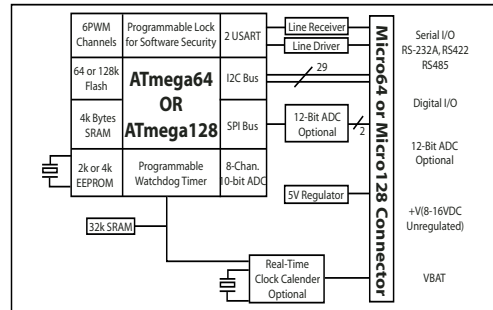 6PWM
Channels
Programmable Lock
for Software Security
2 USART
64 or 128k
Flash
ATmega64
OR
ATmega128
I2C Bus
4k Bytes
SRAM
SPI Bus
2k or 4k
EEPROM
Programmable
Watchdog Timer
8-Chan.
10-bit ADC
Line Receiver
Line Driver
29
12-Bit ADC
Optional
2
5V Regulator
32k SRAM
Real-Time
Clock Calender
Optional
Micro64 or Micro128 Connector
Serial I/O
RS-232A, RS422
RS485
Digital I/O
12-Bit ADC
Optional
+V(8-16VDC
Unregulated)
VBAT